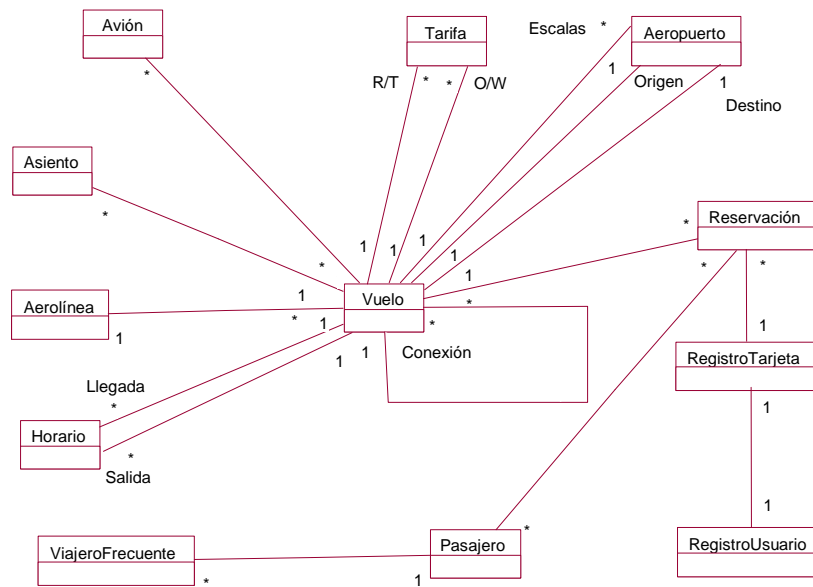 Avión
*
Tarifa
R/T
*
*
O/W
Escalas
*
Aeropuerto
1
Origen
1
Destino
Asiento
*
*
1
1
1
1
1
Reservación
*
*
*
1
Aerolínea
1
1
*
Vuelo
*
*
1
1
1
Conexión
1
RegistroTarjeta
1
Llegada
*
Horario
*
Salida
1
RegistroUsuario
ViajeroFrecuente
*
1
Pasajero
*